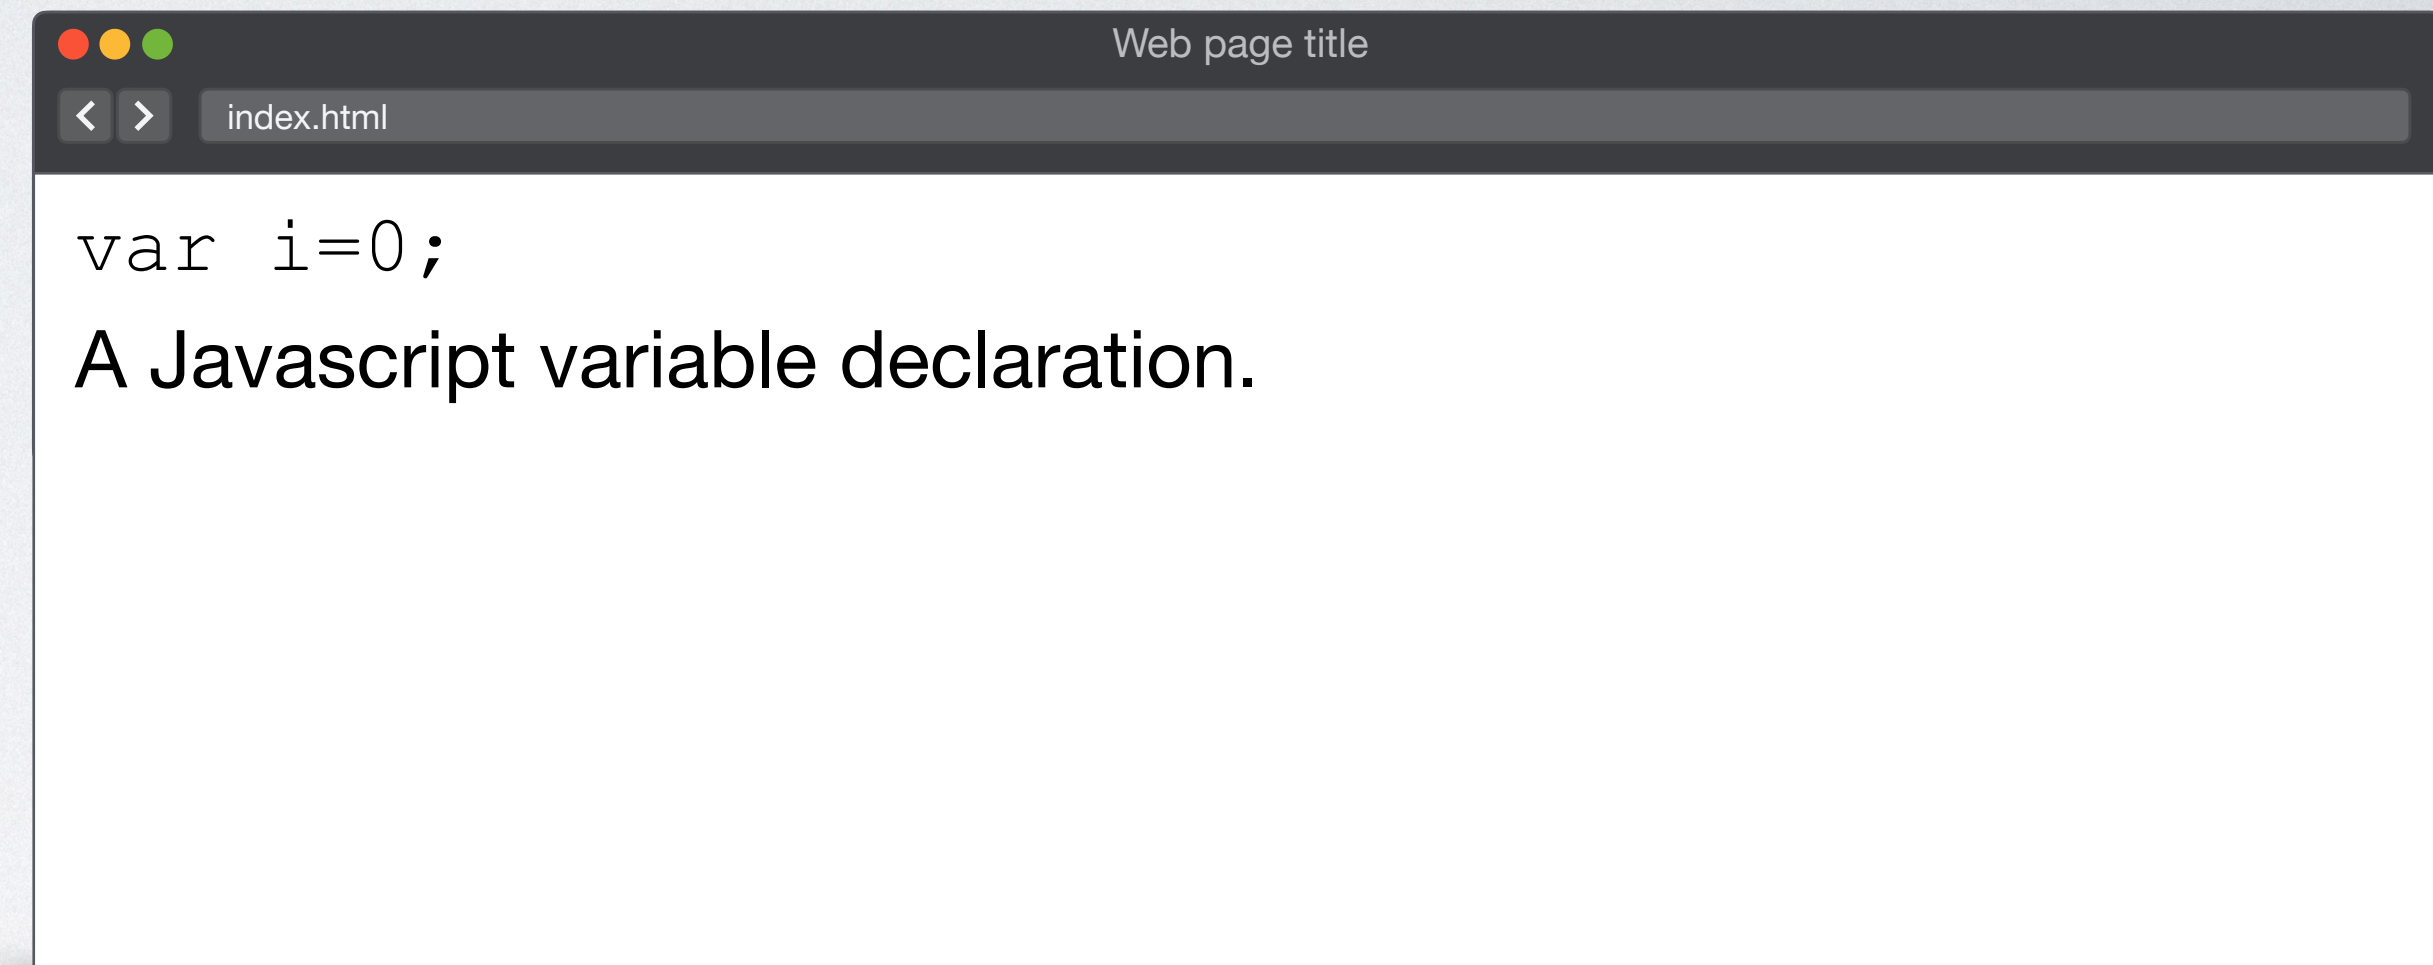 Web page title
index.html
var i=0;
A Javascript variable declaration.